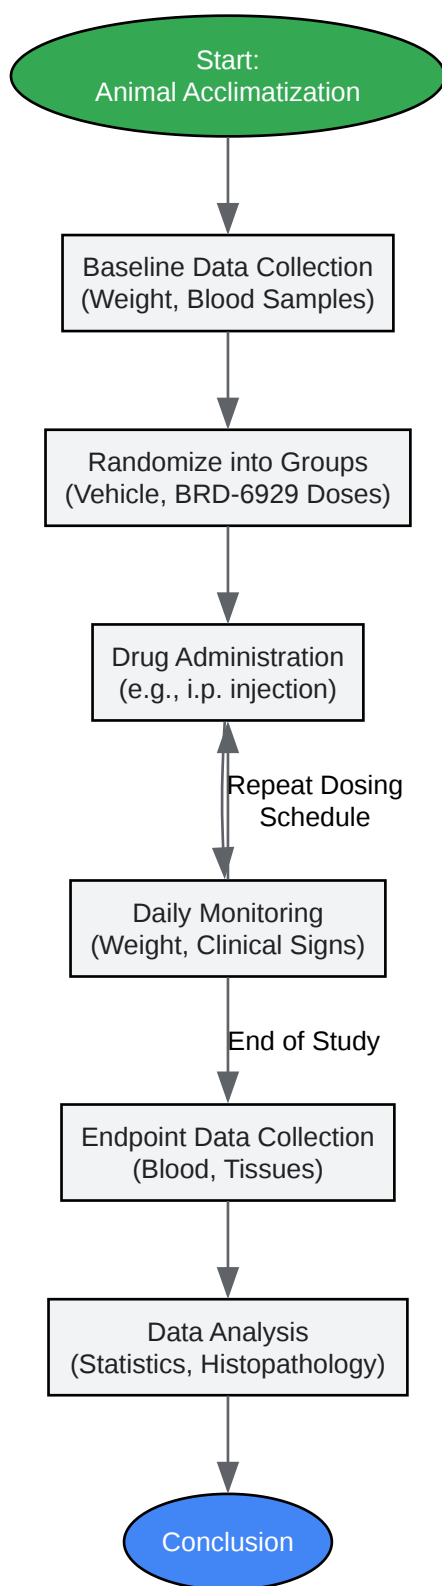 Start:
Animal Acclimatization
Baseline Data Collection
(Weight, Blood Samples)
Randomize into Groups
(Vehicle, BRD-6929 Doses)
Drug Administration
(e.g., i.p. injection)
Repeat Dosing
Schedule
Daily Monitoring
(Weight, Clinical Signs)
End of Study
Endpoint Data Collection
(Blood, Tissues)
Data Analysis
(Statistics, Histopathology)
Conclusion